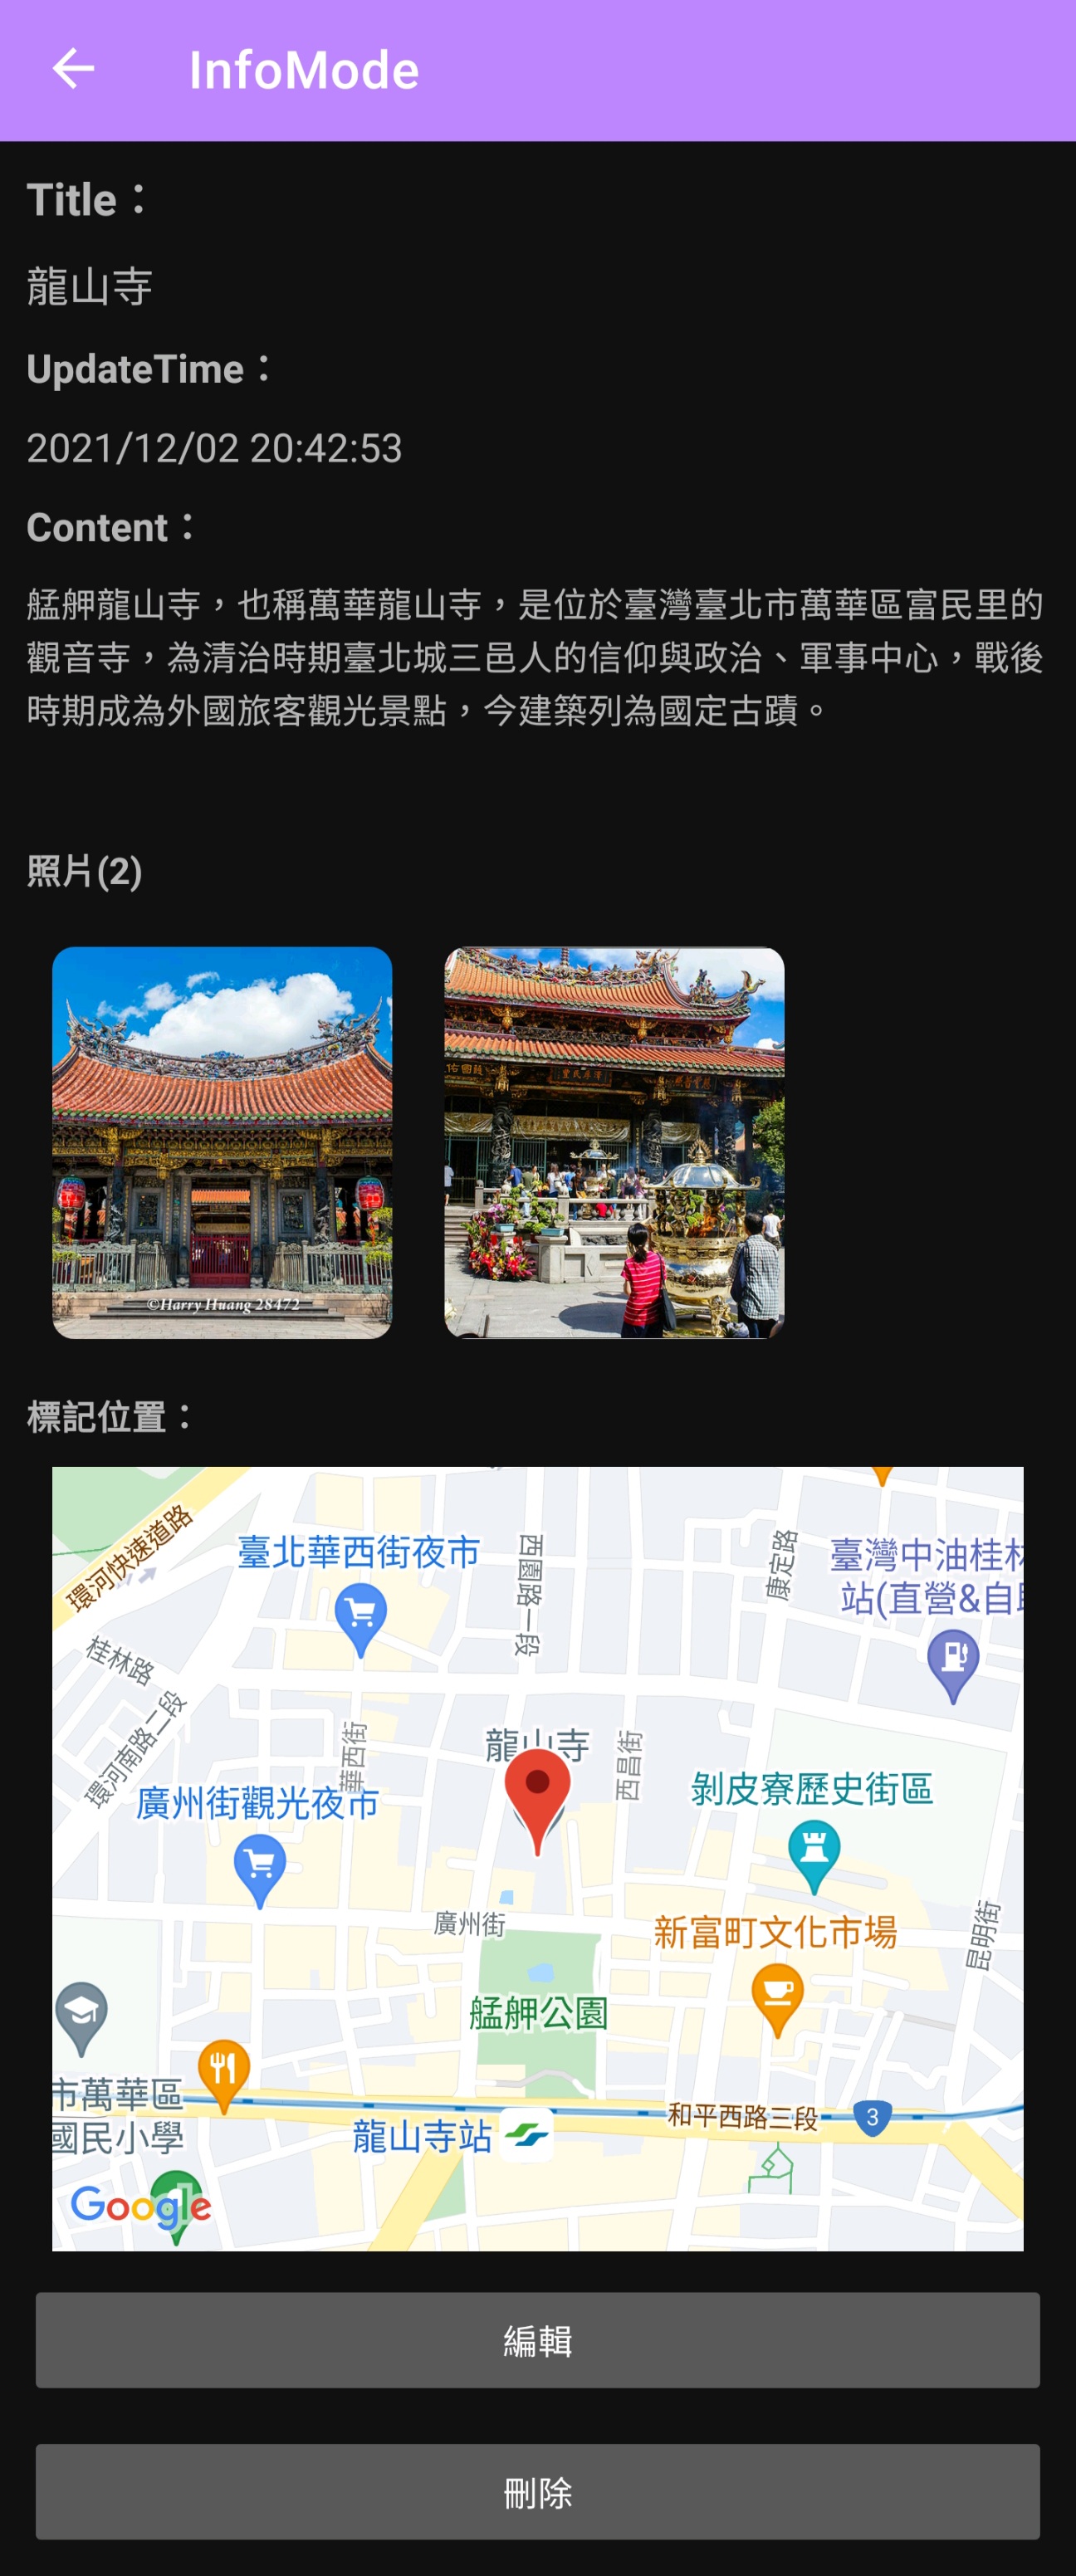 InfoMode
Title：
龍山寺
UpdateTime：
2021/12/02 20:42:53
Content：
艋舺龍山寺，也稱萬華龍山寺，是位於臺灣臺北市萬華區富民里的
觀音寺，為清治時期臺北城三邑人的信仰與政治、軍事中心，戰後
時期成為外國旅客觀光景點，今建築列為國定古蹟。
照片(2)
©Harry Huang 28472
標記位置：
環河快速道路
臺北華西街夜市
西園路一段
康定路
臺灣中油桂林
站(直營&自
桂林路
環河南路二段
華西街
龍山寺
西昌街
廣州街觀光夜市
剝皮寮歷史街區
廣州街
新富町文化市場
昆明街
艋舺公園
市萬華區
國民小學
龍山寺站
和平西路三段
3
Google
編輯
刪除